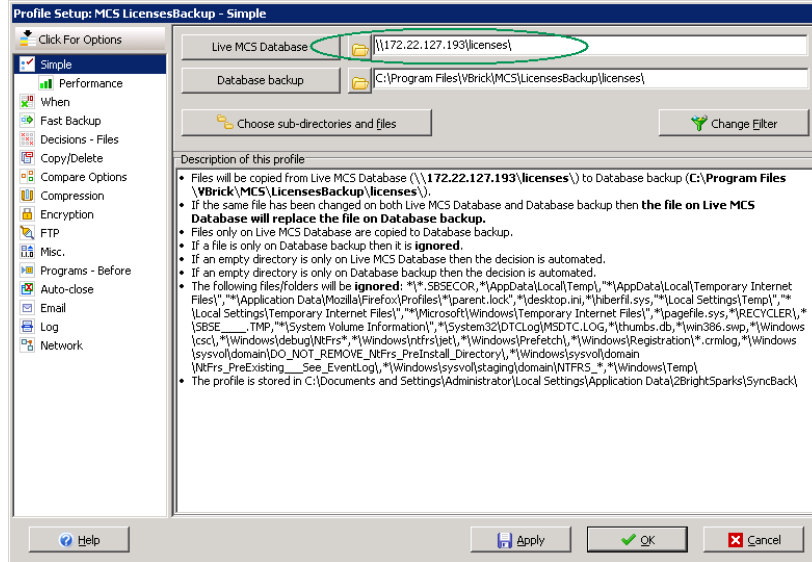 Profile Setup: MCS LicensesBackup - Simple
Click For Options
Simple
Performance
When
Fast Backup
Decisions - Files
Copy/Delete
Compare Options
Compression
Encryption
FTP
Misc.
Programs - Before
Auto-close
Email
Log
Network
Live MCS Database
\\172.22.127.193\licenses\
Database backup
C:\Program Files\VBrick\MCS\LicensesBackup\licenses\
Choose sub-directories and files
Change Filter
Description of this profile
• Files will be copied from Live MCS Database (\\172.22.127.193\licenses\) to Database backup (C:\Program Files
\VBrick\MCS\LicensesBackup\licenses\).
• If the same file has been changed on both Live MCS Database and Database backup then the file on Live MCS
Database will replace the file on Database backup.
• Files only on Live MCS Database are copied to Database backup.
• If a file is only on Database backup then it is ignored.
• If an empty directory is only on Live MCS Database then the decision is automated.
• If an empty directory is only on Database backup then the decision is automated.
• The following files/folders will be ignored: *\*.SBSECOR,*\AppData\Local\Temp\,"*\AppData\Local\Temporary Internet
Files\","*\Application Data\Mozilla\Firefox\Profiles\*\parent.lock",*\desktop.ini,*\hiberfil.sys,"*\Local Settings\Temp\","*
\Local Settings\Temporary Internet Files\","*\Microsoft\Windows\Temporary Internet Files\",*\pagefile.sys,*\RECYCLER\,*
\SBSE____.TMP,"*\System Volume Information\",*\System32\DTCLog\MSDTC.LOG,*\thumbs.db,*\win386.swp,*\Windows
\csc\,*\Windows\debug\NtFrs*,*\Windows\ntfrs\jet\,*\Windows\Prefetch\,*\Windows\Registration\*.crmlog,*\Windows
\sysvol\domain\DO_NOT_REMOVE_NtFrs_PreInstall_Directory\,*\Windows\sysvol\domain
\NtFrs_PreExisting___See_EventLog\,*\Windows\sysvol\staging\domain\NTFRS_*,*\Windows\Temp\
• The profile is stored in C:\Documents and Settings\Administrator\Local Settings\Application Data\2BrightSparks\SyncBack\
Help
Apply
OK
Cancel